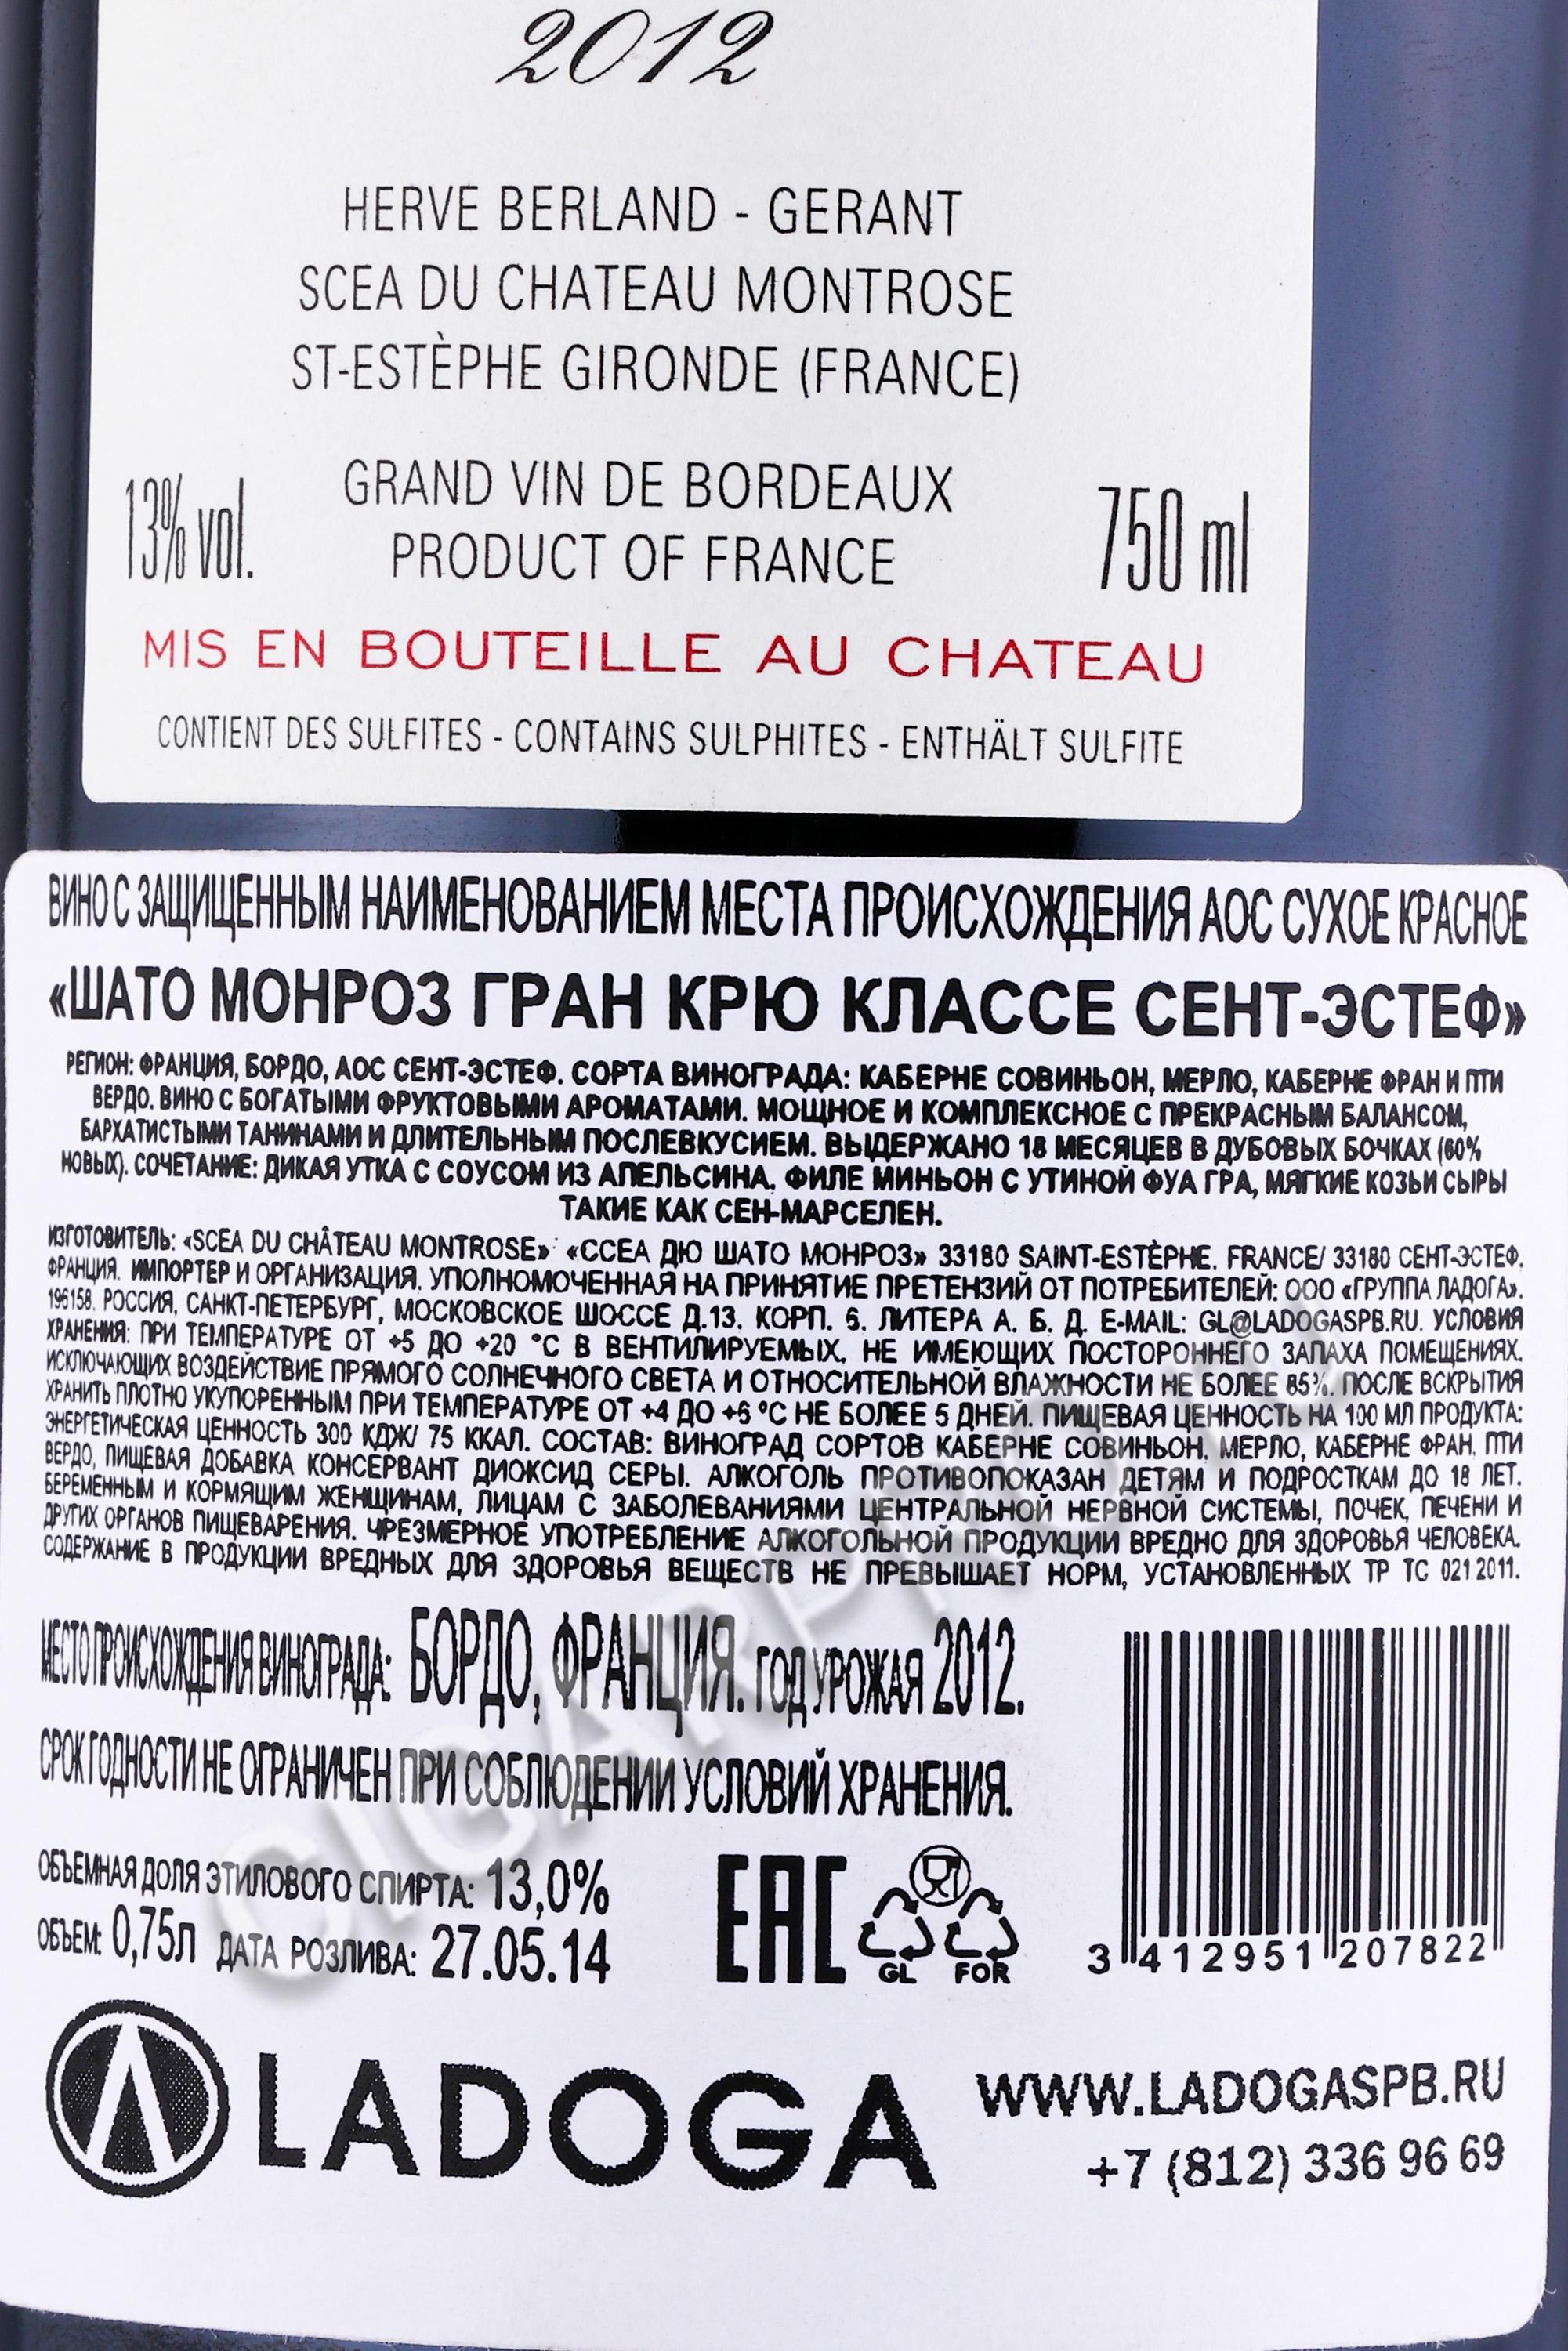 2012
HERVE BERLAND - GERANT
SCEA DU CHATEAU MONTROSE
ST-ESTÈPHE GIRONDE (FRANCE)
13% vol.
GRAND VIN DE BORDEAUX
PRODUCT OF FRANCE
750 ml
MIS EN BOUTEILLE AU CHATEAU
CONTIENT DES SULFITES - CONTAINS SULPHITES - ENTHÄLT SULFITE
ВИНО С ЗАЩИЩЕННЫМ НАИМЕНОВАНИЕМ МЕСТА ПРОИСХОЖДЕНИЯ АОС СУХОЕ КРАСНОЕ
«ШАТО МОНРОЗ ГРАН КРЮ КЛАССЕ СЕНТ-ЭСТЕФ»
РЕГИОН: ФРАНЦИЯ, БОРДО, АОС СЕНТ-ЭСТЕФ. СОРТА ВИНОГРАДА: КАБЕРНЕ СОВИНЬОН, МЕРЛО, КАБЕРНЕ ФРАН И ПТИ
ВЕРДО. ВИНО С БОГАТЫМИ ФРУКТОВЫМИ АРОМАТАМИ. МОЩНОЕ И КОМПЛЕКСНОЕ С ПРЕКРАСНЫМ БАЛАНСОМ,
БАРХАТИСТЫМИ ТАНИНАМИ И ДЛИТЕЛЬНЫМ ПОСЛЕВКУСИЕМ. ВЫДЕРЖАНО 18 МЕСЯЦЕВ В ДУБОВЫХ БОЧКАХ (60%
НОВЫХ). СОЧЕТАНИЕ: ДИКАЯ УТКА С СОУСОМ ИЗ АПЕЛЬСИНА. ФИЛЕ МИНЬОН С УТИНОЙ ФУА ГРА, МЯГКИЕ КОЗЬИ СЫРЫ
ТАКИЕ КАК СЕН-МАРСЕЛЕН.
ИЗГОТОВИТЕЛЬ: «SCEA DU CHÂTEAU MONTROSE» «ССЕА ДЮ ШАТО МОНРОЗ» 33180 SAINT-ESTÈPHE. FRANCE/ 33180 СЕНТ-ЭСТЕФ.
ФРАНЦИЯ. ИМПОРТЕР И ОРГАНИЗАЦИЯ. УПОЛНОМОЧЕННАЯ НА ПРИНЯТИЕ ПРЕТЕНЗИЙ ОТ ПОТРЕБИТЕЛЕЙ: ООО «ГРУППА ЛАДОГА».
196158. РОССИЯ, САНКТ-ПЕТЕРБУРГ, МОСКОВСКОЕ ШОССЕ Д.13. КОРП. 6. ЛИТЕРА А. Б. Д. E-MAIL: GL@LADOGASPB.RU. УСЛОВИЯ
ХРАНЕНИЯ: ПРИ ТЕМПЕРАТУРЕ ОТ +5 ДО +20 °С В ВЕНТИЛИРУЕМЫХ, НЕ ИМЕЮЩИХ ПОСТОРОННЕГО ЗАПАХА ПОМЕЩЕНИЯХ.
ИСКЛЮЧАЮЩИХ ВОЗДЕЙСТВИЕ ПРЯМОГО СОЛНЕЧНОГО СВЕТА И ОТНОСИТЕЛЬНОЙ ВЛАЖНОСТИ НЕ БОЛЕЕ 85%. ПОСЛЕ ВСКРЫТИЯ
ХРАНИТЬ ПЛОТНО УКУПОРЕННЫМ ПРИ ТЕМПЕРАТУРЕ ОТ +4 ДО +6 °С НЕ БОЛЕЕ 5 ДНЕЙ. ПИЩЕВАЯ ЦЕННОСТЬ НА 100 МЛ ПРОДУКТА:
ЭНЕРГЕТИЧЕСКАЯ ЦЕННОСТЬ 300 КДЖ/ 75 ККАЛ. СОСТАВ: ВИНОГРАД СОРТОВ КАБЕРНЕ СОВИНЬОН, МЕРЛО, КАБЕРНЕ ФРАН, ПТИ
ВЕРДО, ПИЩЕВАЯ ДОБАВКА КОНСЕРВАНТ ДИОКСИД СЕРЫ. АЛКОГОЛЬ ПРОТИВОПОКАЗАН ДЕТЯМ И ПОДРОСТКАМ ДО 18 ЛЕТ.
БЕРЕМЕННЫМ И КОРМЯЩИМ ЖЕНЩИНАМ, ЛИЦАМ С ЗАБОЛЕВАНИЯМИ ЦЕНТРАЛЬНОЙ НЕРВНОЙ СИСТЕМЫ, ПОЧЕК, ПЕЧЕНИ И
ДРУГИХ ОРГАНОВ ПИЩЕВАРЕНИЯ. ЧРЕЗМЕРНОЕ УПОТРЕБЛЕНИЕ АЛКОГОЛЬНОЙ ПРОДУКЦИИ ВРЕДНО ДЛЯ ЗДОРОВЬЯ ЧЕЛОВЕКА.
СОДЕРЖАНИЕ В ПРОДУКЦИИ ВРЕДНЫХ ДЛЯ ЗДОРОВЬЯ ВЕЩЕСТВ НЕ ПРЕВЫШАЕТ НОРМ, УСТАНОВЛЕННЫХ ТР ТС 021 2011.
МЕСТО ПРОИСХОЖДЕНИЯ ВИНОГРАДА: БОРДО, ФРАНЦИЯ. ГОД УРОЖАЯ 2012.
СРОК ГОДНОСТИ НЕ ОГРАНИЧЕН ПРИ СОБЛЮДЕНИИ УСЛОВИЙ ХРАНЕНИЯ.
ОБЪЕМНАЯ ДОЛЯ ЭТИЛОВОГО СПИРТА: 13,0%
ОБЪЕМ: 0,75Л ДАТА РОЗЛИВА: 27.05.14
EAC
GL FOR
3 412951 207822
LADOGA
WWW.LADOGASPB.RU
+7 (812) 336 96 69
CIGARPRO.RU